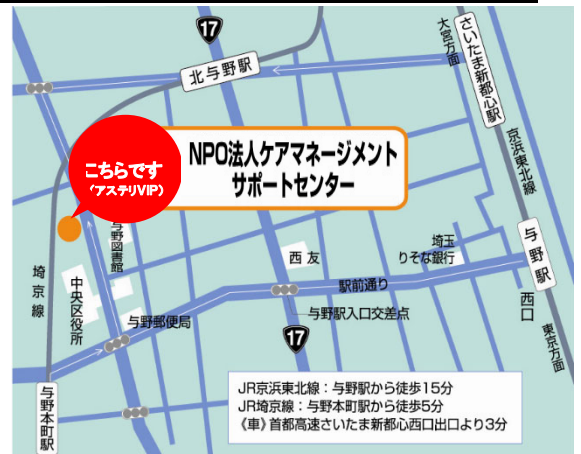 17
北与野駅
大宮方面
さいたま新都心駅
京浜東北線
こちらです
(アステリVIP)
NPO法人ケアマネージメント
サポートセンター
与野図書館
埼京線
中央区役所
西友
埼玉
りそな銀行
与野駅
駅前通り
与野郵便局
与野駅入口交差点
西口
東京方面
17
与野本町駅
JR京浜東北線:与野駅から徒歩15分
JR埼京線:与野本町駅から徒歩5分
《車》首都高速さいたま新都心西口出口より3分